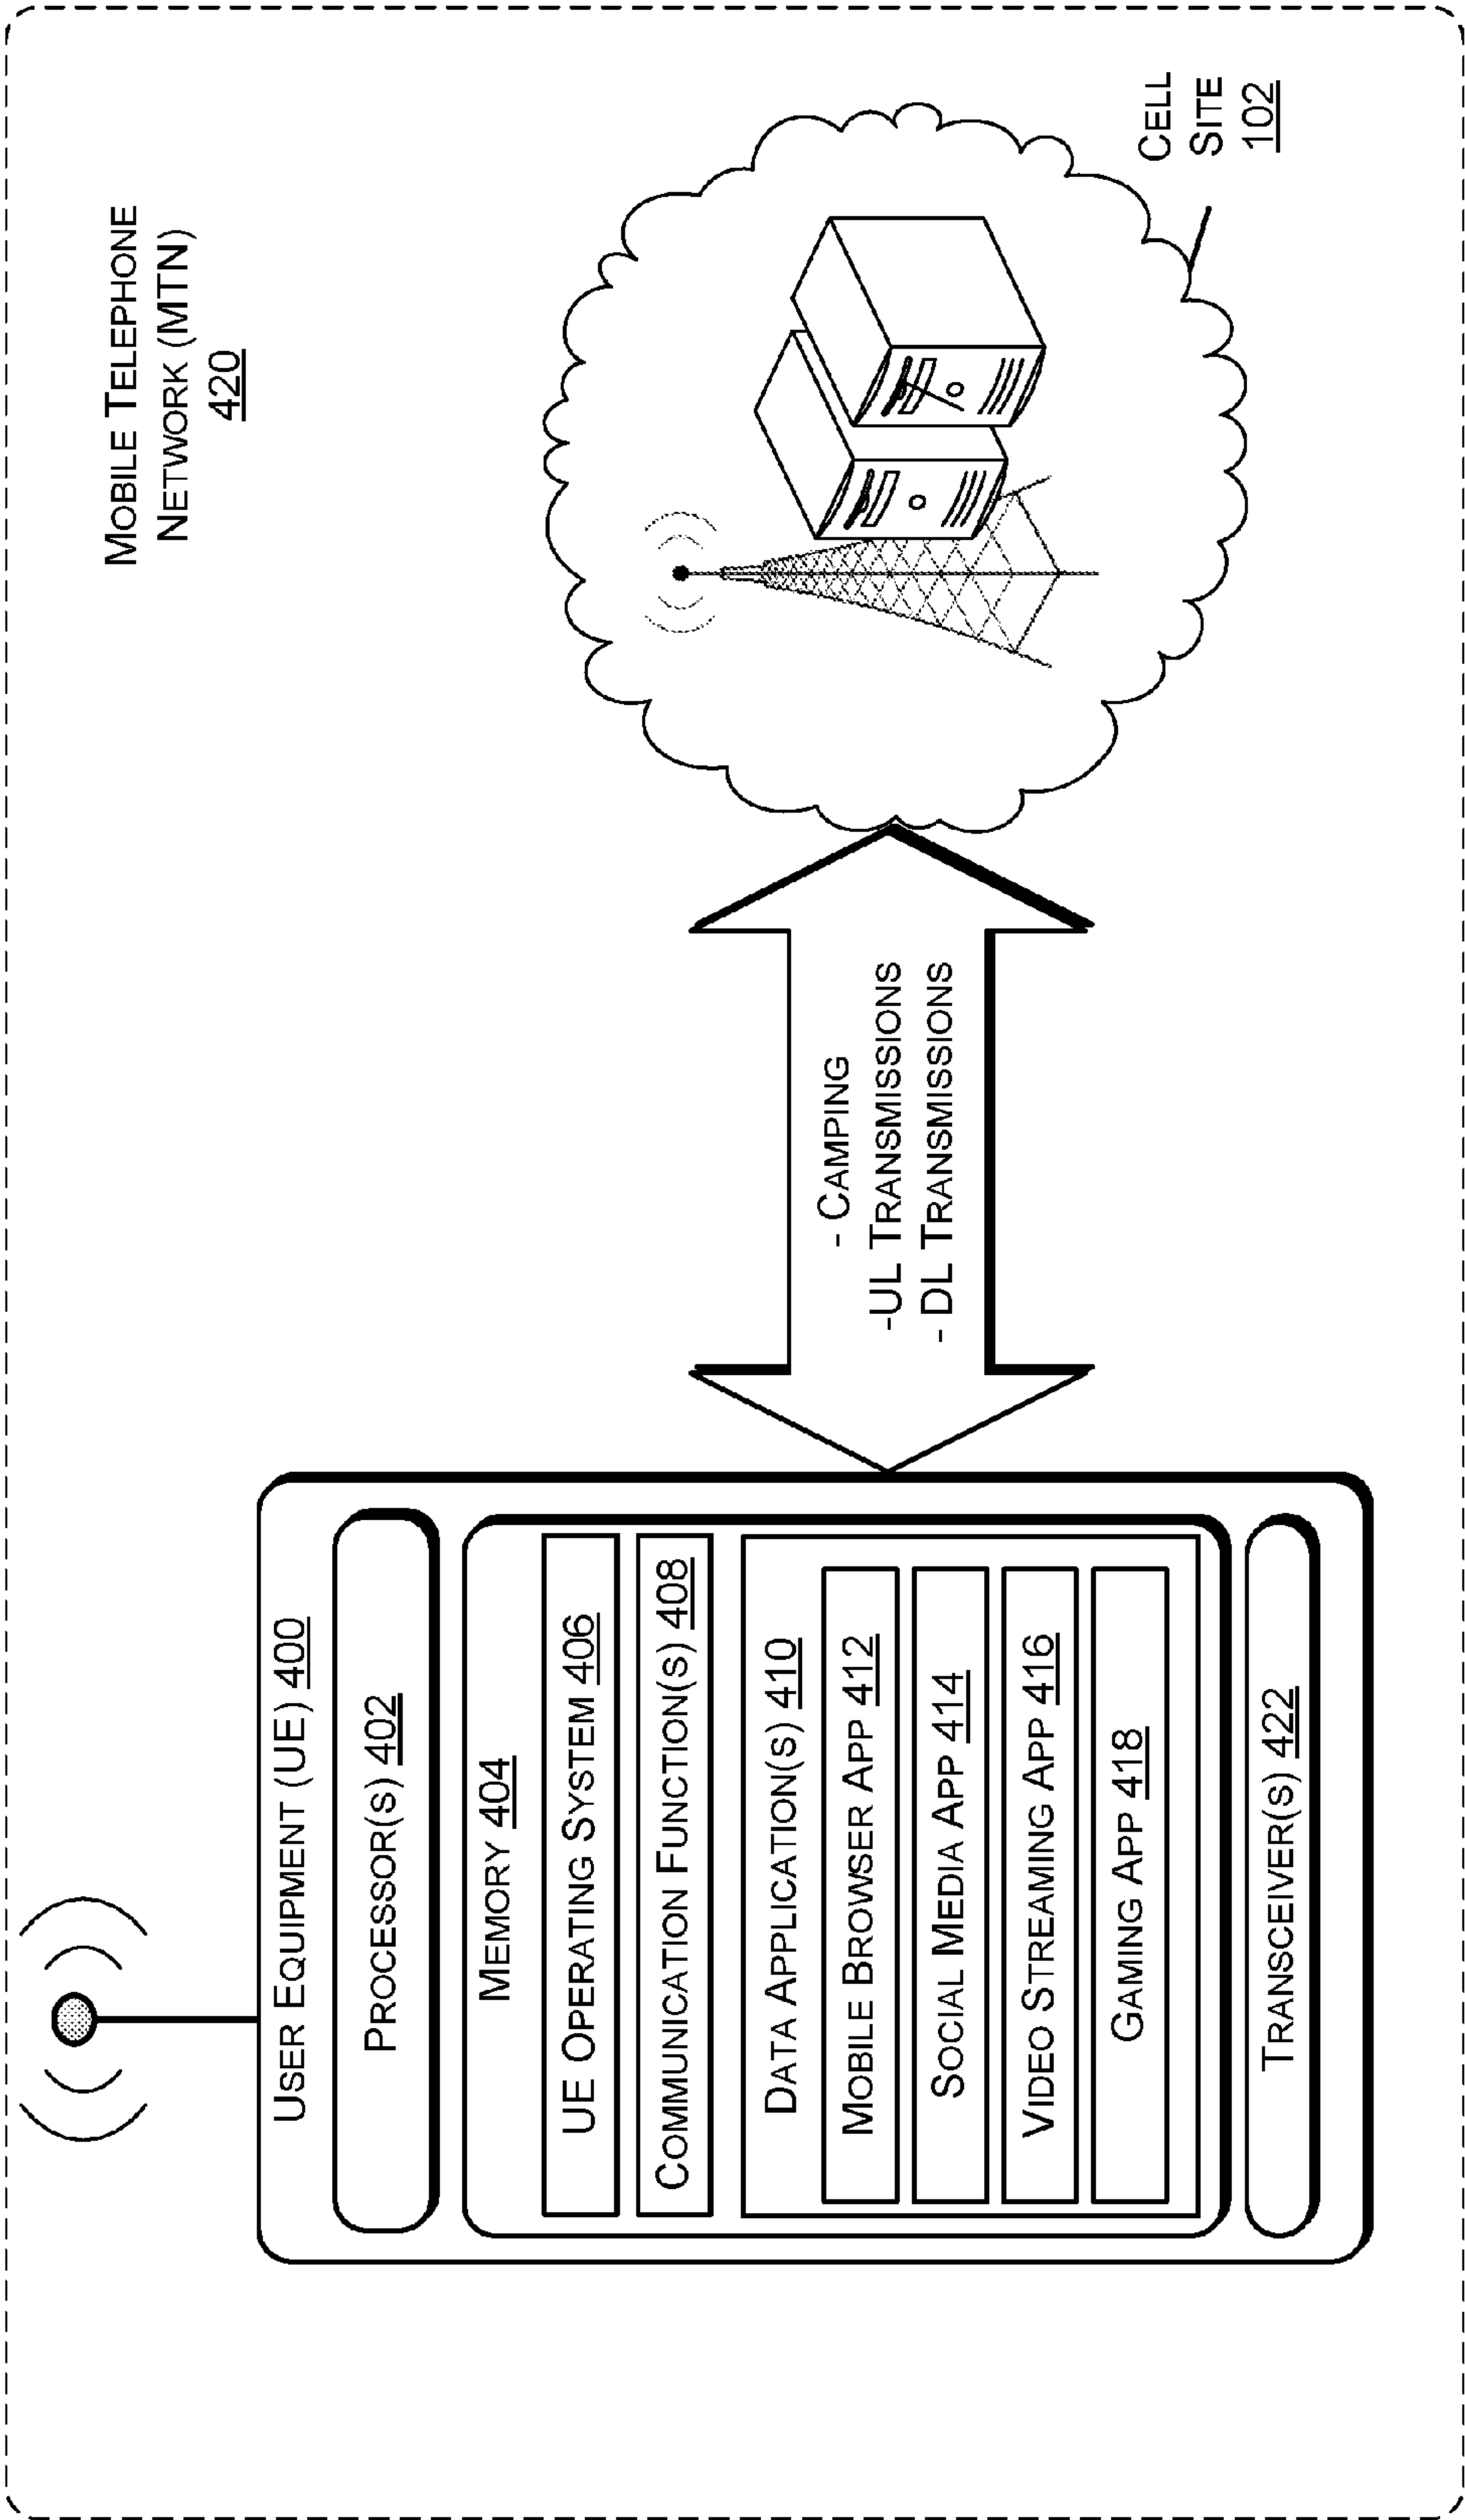 USER EQUIPMENT (UE) 400
PROCESSOR(S) 402
MEMORY 404
UE OPERATING SYSTEM 406
COMMUNICATION FUNCTION(S) 408
DATA APPLICATION(S) 410
MOBILE BROWSER APP 412
SOCIAL MEDIA APP 414
VIDEO STREAMING APP 416
GAMING APP 418
TRANSCEIVER(S) 422
- CAMPING
-UL TRANSMISSIONS
- DL TRANSMISSIONS
MOBILE TELEPHONE
NETWORK (MTN)
420
CELL
SITE
102